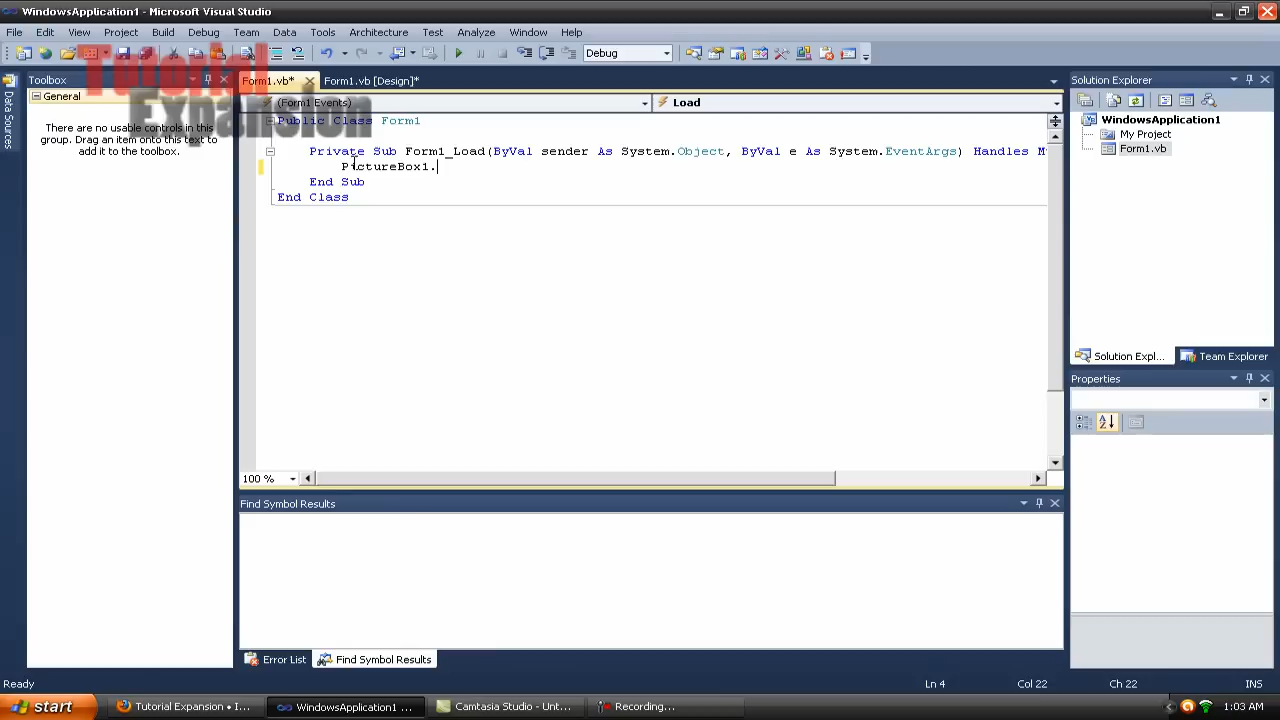 WindowsApplication1 - Microsoft Visual Studio
File Edit View Project Build Debug Team Data Tools Architecture Test Analyze Window Help
Debug
Tutorial
Expansion
Toolbox
General
There are no usable controls in this
group. Drag an item onto this text to
add it to the toolbox.
Data Sources
Form1.vb* Form1.vb [Design]*
(Form1 Events) Load
Public Class Form1
Private Sub Form1_Load(ByVal sender As System.Object, ByVal e As System.EventArgs) Handles M
PictureBox1.
End Sub
End Class
100 %
Find Symbol Results
Error List Find Symbol Results
Solution Explorer
WindowsApplication1
My Project
Form1.vb
Solution Expl... Team Explorer
Properties
Ready Ln 4 Col 22 Ch 22 INS
start Tutorial Expansion • I... WindowsApplication1 ... Camtasia Studio - Unt... Recording... 1:03 AM